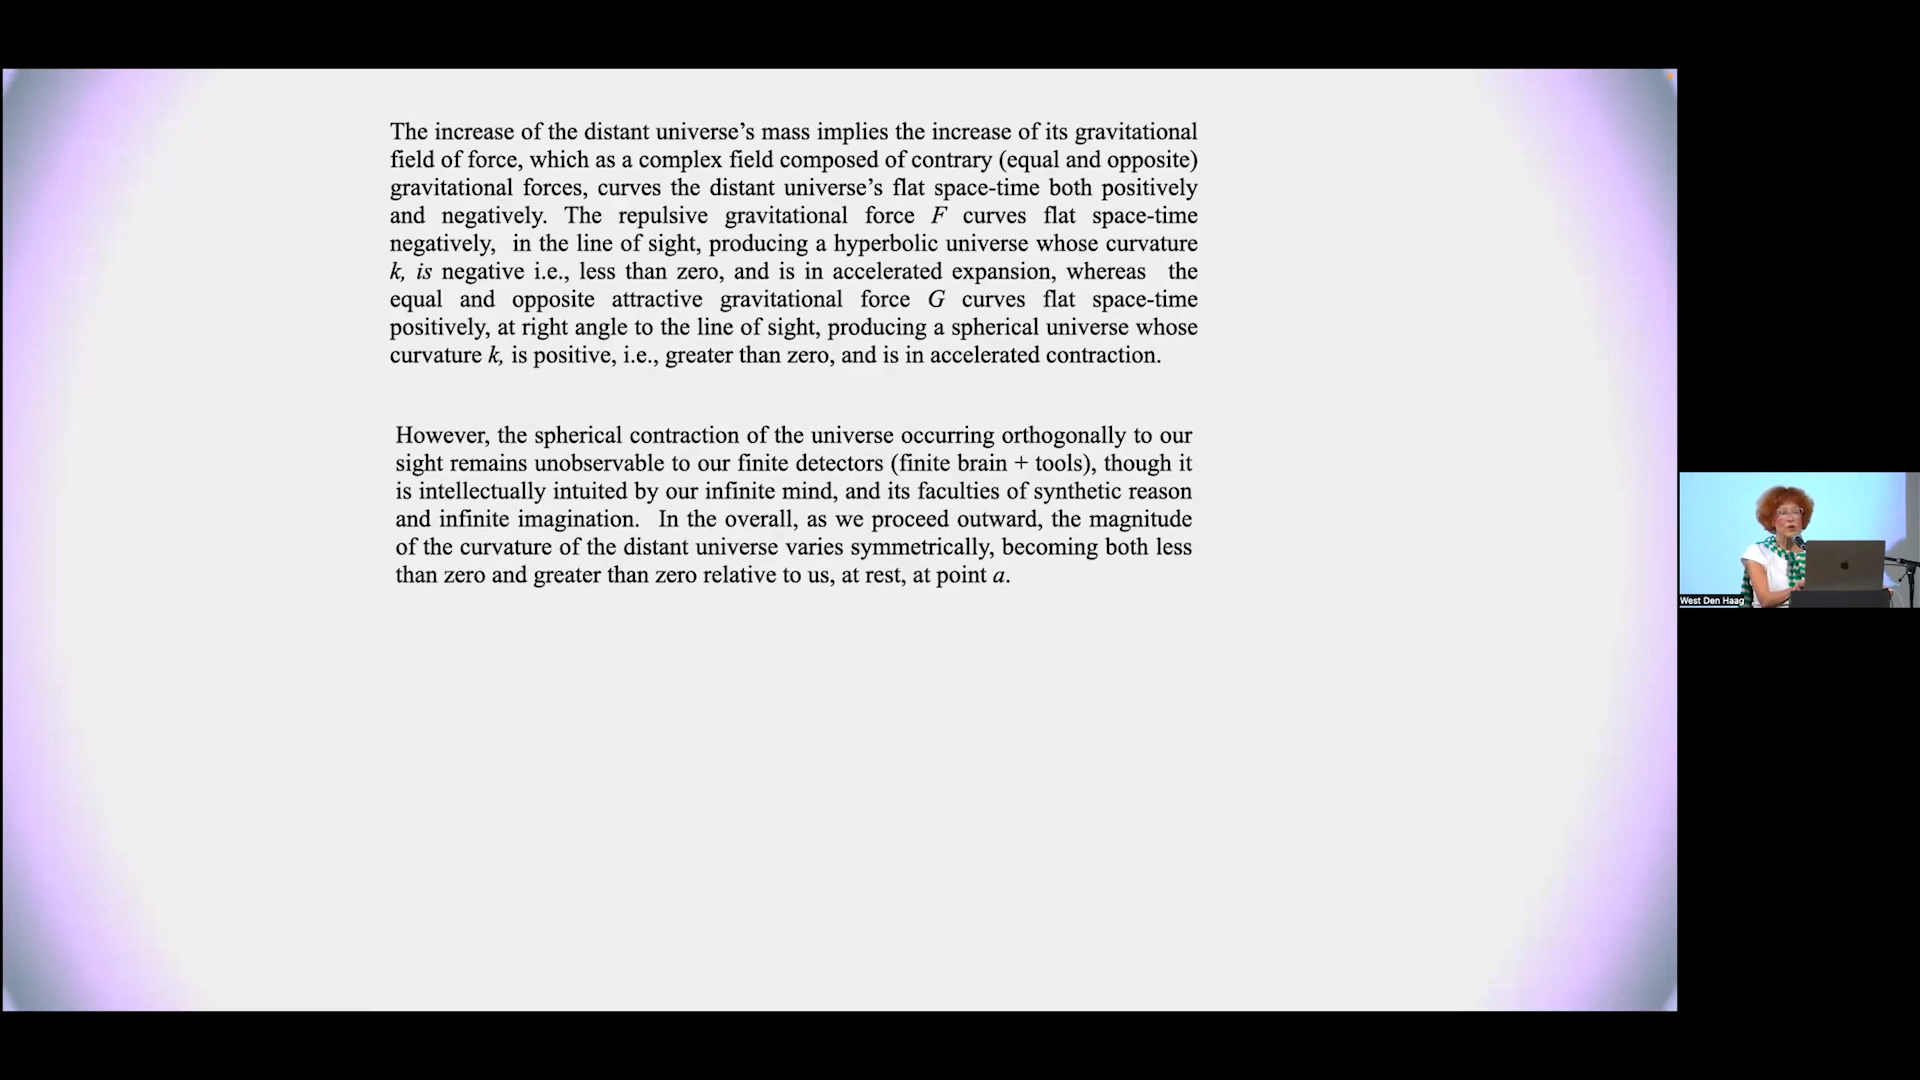 The increase of the distant universe’s mass implies the increase of its gravitational
field of force, which as a complex field composed of contrary (equal and opposite)
gravitational forces, curves the distant universe’s flat space-time both positively
and negatively. The repulsive gravitational force F curves flat space-time
negatively, in the line of sight, producing a hyperbolic universe whose curvature
k, is negative i.e., less than zero, and is in accelerated expansion, whereas the
equal and opposite attractive gravitational force G curves flat space-time
positively, at right angle to the line of sight, producing a spherical universe whose
curvature k, is positive, i.e., greater than zero, and is in accelerated contraction.
However, the spherical contraction of the universe occurring orthogonally to our
sight remains unobservable to our finite detectors (finite brain + tools), though it
is intellectually intuited by our infinite mind, and its faculties of synthetic reason
and infinite imagination. In the overall, as we proceed outward, the magnitude
of the curvature of the distant universe varies symmetrically, becoming both less
than zero and greater than zero relative to us, at rest, at point a.
West Den Haag